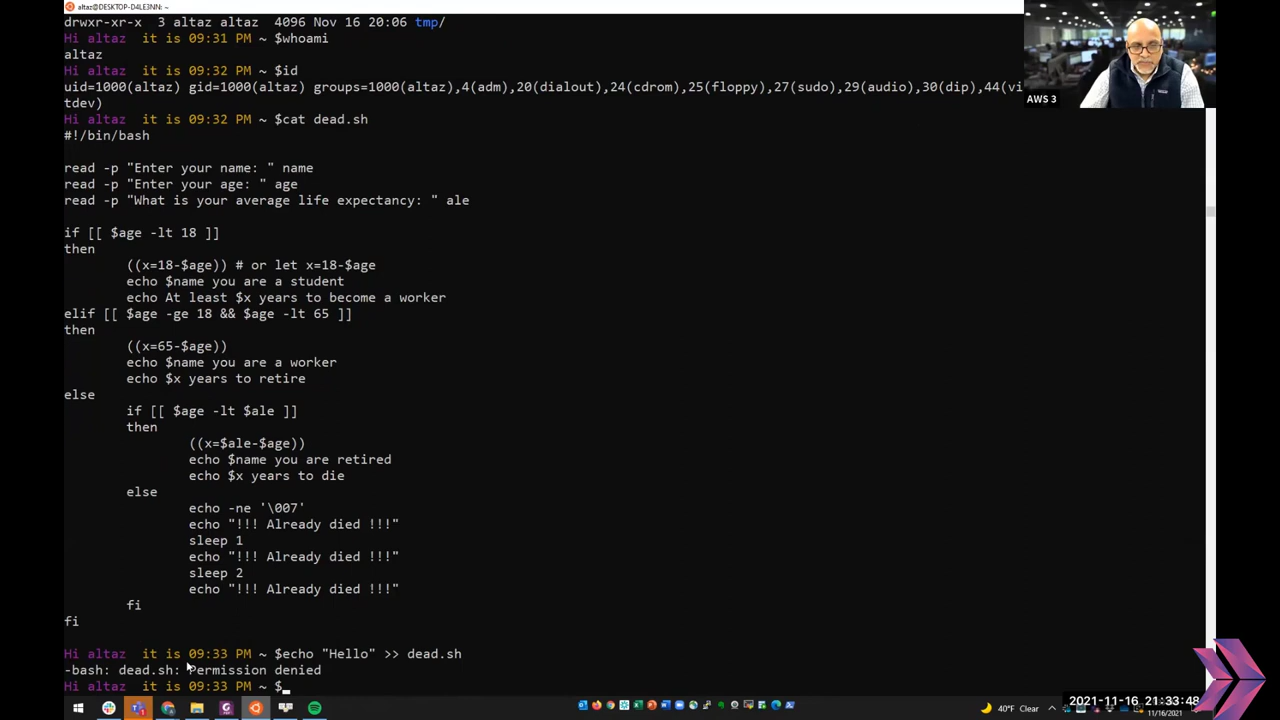 altaz@DESKTOP-D4LE3NN: ~
drwxr-xr-x  3 altaz altaz  4096 Nov 16 20:06 tmp/
Hi altaz  it is 09:31 PM ~ $whoami
altaz
Hi altaz  it is 09:32 PM ~ $id
uid=1000(altaz) gid=1000(altaz) groups=1000(altaz),4(adm),20(dialout),24(cdrom),25(floppy),27(sudo),29(audio),30(dip),44(vi
tdev)
Hi altaz  it is 09:32 PM ~ $cat dead.sh
#!/bin/bash
read -p "Enter your name: " name
read -p "Enter your age: " age
read -p "What is your average life expectancy: " ale
if [[ $age -lt 18 ]]
then
((x=18-$age)) # or let x=18-$age
echo $name you are a student
echo At least $x years to become a worker
elif [[ $age -ge 18 && $age -lt 65 ]]
then
((x=65-$age))
echo $name you are a worker
echo $x years to retire
else
if [[ $age -lt $ale ]]
then
((x=$ale-$age))
echo $name you are retired
echo $x years to die
else
echo -ne '\007'
echo "!!! Already died !!!"
sleep 1
echo "!!! Already died !!!"
sleep 2
echo "!!! Already died !!!"
fi
fi
Hi altaz  it is 09:33 PM ~ $echo "Hello" >> dead.sh
-bash: dead.sh: Permission denied
Hi altaz  it is 09:33 PM ~ $_
AWS 3
40°F Clear
2021-11-16 21:33:48
11/16/2021